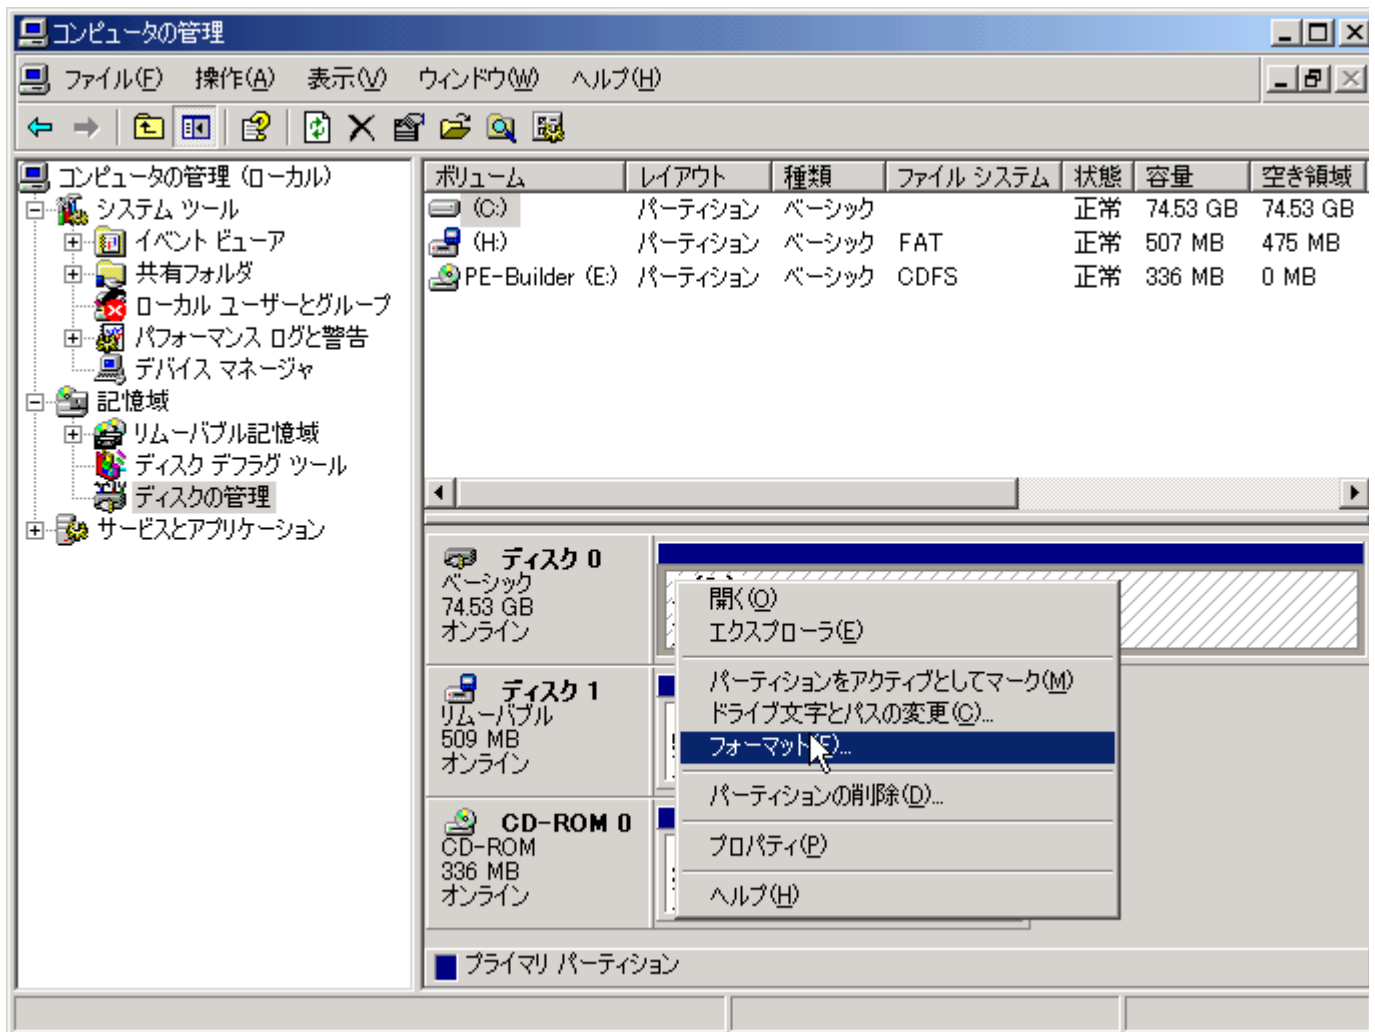 コンピュータの管理
ファイル(F) 操作(A) 表示(V) ウィンドウ(W) ヘルプ(H)
コンピュータの管理 (ローカル)
システム ツール
イベント ビューア
共有フォルダ
ローカル ユーザーとグループ
パフォーマンス ログと警告
デバイス マネージャ
記憶域
リムーバブル記憶域
ディスク デフラグ ツール
ディスクの管理
サービスとアプリケーション
ボリューム レイアウト 種類 ファイル システム 状態 容量 空き領域
(C:) パーティション ベーシック 正常 74.53 GB 74.53 GB
(H:) パーティション ベーシック FAT 正常 507 MB 475 MB
PE-Builder (E:) パーティション ベーシック CDFS 正常 336 MB 0 MB
ディスク 0
ベーシック
74.53 GB
オンライン
ディスク 1
リムーバブル
509 MB
オンライン
CD-ROM 0
CD-ROM
336 MB
オンライン
開く(O)
エクスプローラ(E)
パーティションをアクティブとしてマーク(M)
ドライブ文字とパスの変更(C)...
フォーマット(F)...
パーティションの削除(D)...
プロパティ(P)
ヘルプ(H)
プライマリ パーティション